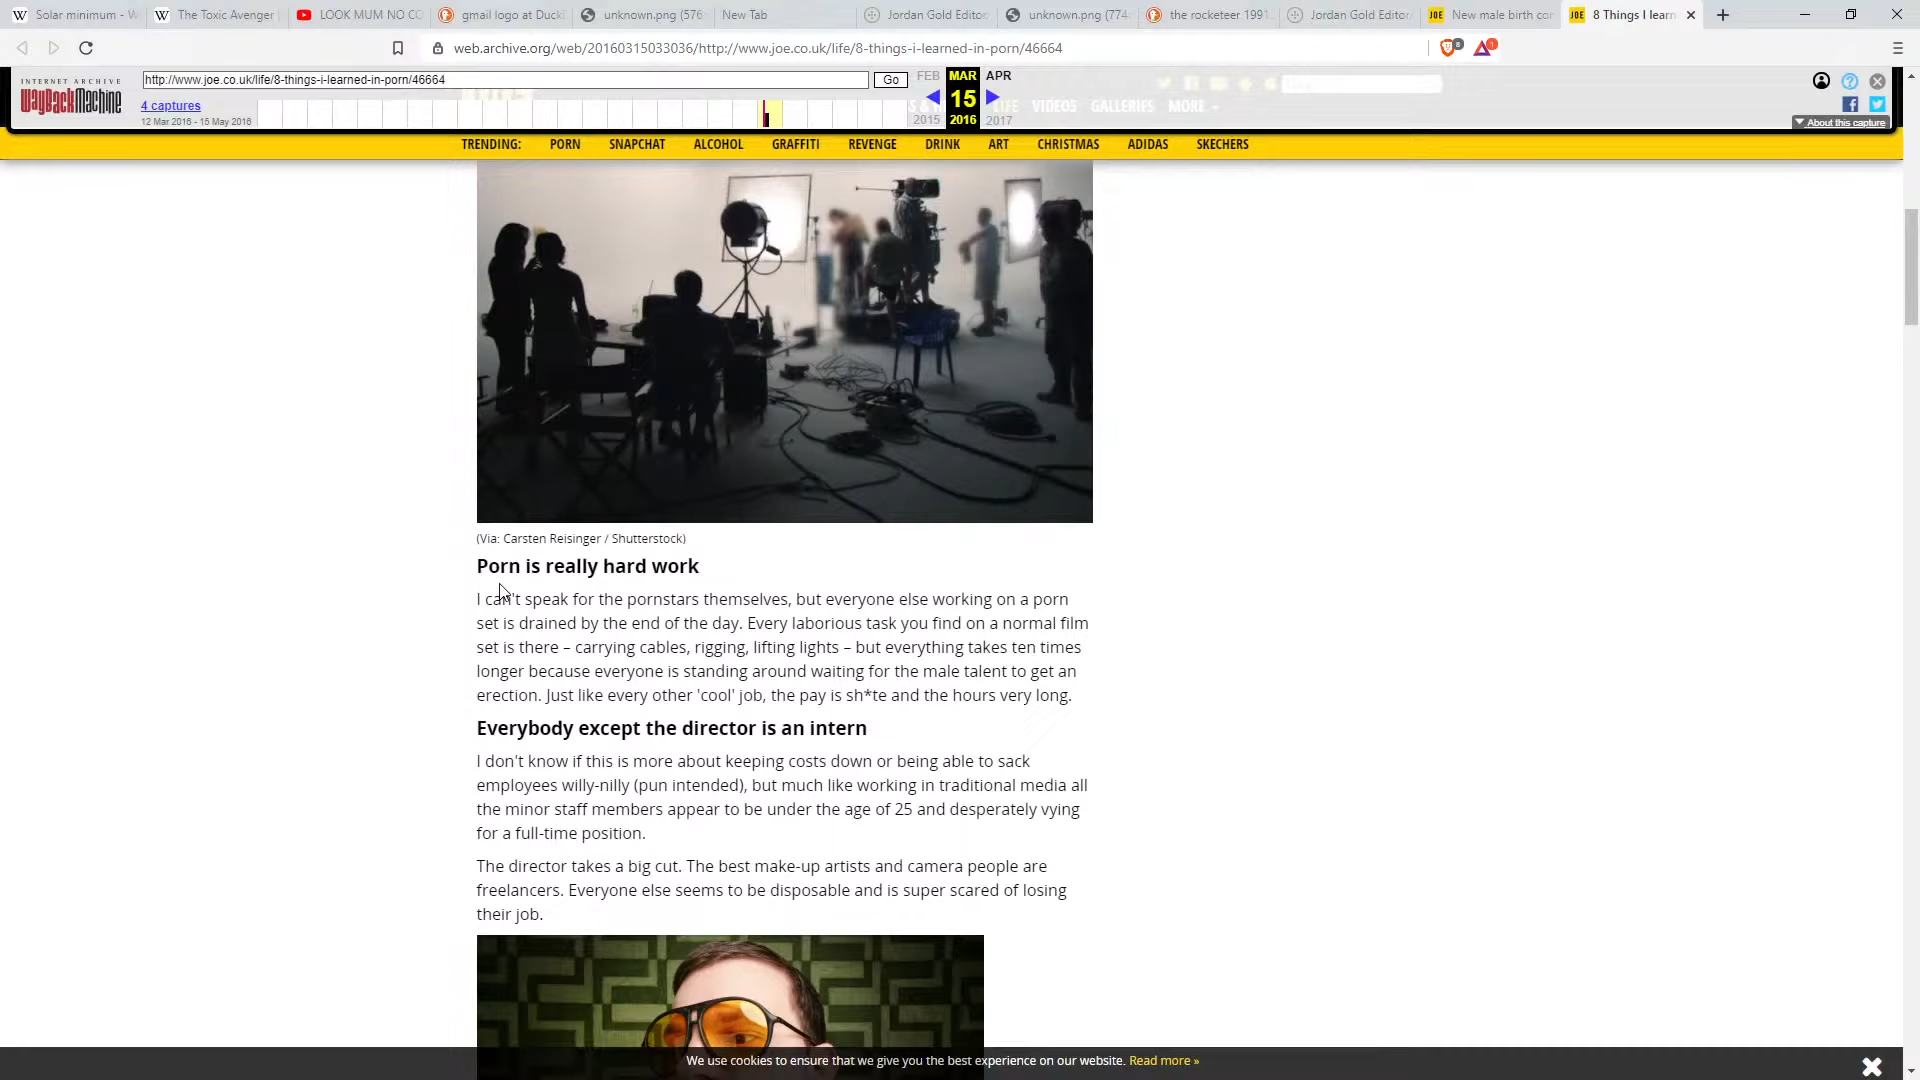 Solar minimum - W
The Toxic Avenger
LOOK MUM NO CO
gmail logo at Duck
unknown.png (576
New Tab
Jordan Gold Editor
unknown.png (774
the rocketeer 1991
Jordan Gold Editor/
JOE New male birth con
JOE 8 Things I learn
web.archive.org/web/20160315033036/http://www.joe.co.uk/life/8-things-i-learned-in-porn/46664
INTERNET ARCHIVE
WayBackMachine
http://www.joe.co.uk/life/8-things-i-learned-in-porn/46664
Go
FEB MAR APR
4 captures
15
12 Mar 2016 - 15 May 2016
2015 2016 2017
LIFE VIDEOS GALLERIES MORE
About this capture
TRENDING: PORN SNAPCHAT ALCOHOL GRAFFITI REVENGE DRINK ART CHRISTMAS ADIDAS SKECHERS
(Via: Carsten Reisinger / Shutterstock)
Porn is really hard work
I can't speak for the pornstars themselves, but everyone else working on a porn
set is drained by the end of the day. Every laborious task you find on a normal film
set is there – carrying cables, rigging, lifting lights – but everything takes ten times
longer because everyone is standing around waiting for the male talent to get an
erection. Just like every other 'cool' job, the pay is sh*te and the hours very long.
Everybody except the director is an intern
I don't know if this is more about keeping costs down or being able to sack
employees willy-nilly (pun intended), but much like working in traditional media all
the minor staff members appear to be under the age of 25 and desperately vying
for a full-time position.
The director takes a big cut. The best make-up artists and camera people are
freelancers. Everyone else seems to be disposable and is super scared of losing
their job.
We use cookies to ensure that we give you the best experience on our website. Read more »